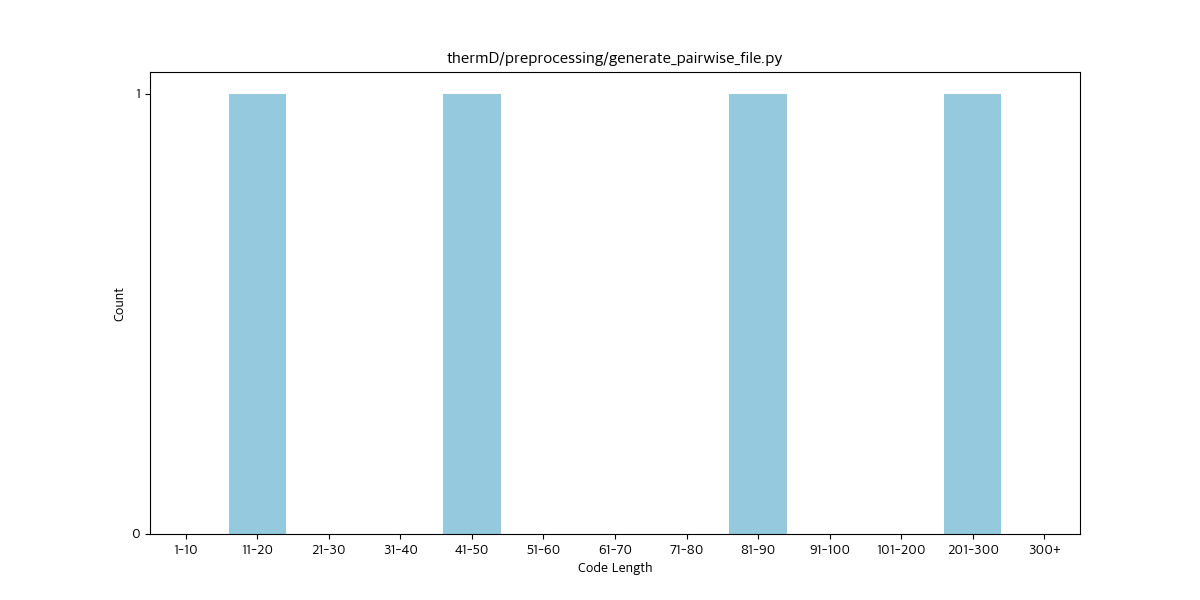 thermD/preprocessing/generate_pairwise_file.py
1
Count
0
1-10 11-20 21-30 31-40 41-50 51-60 61-70 71-80 81-90 91-100 101-200 201-300 300+
Code Length